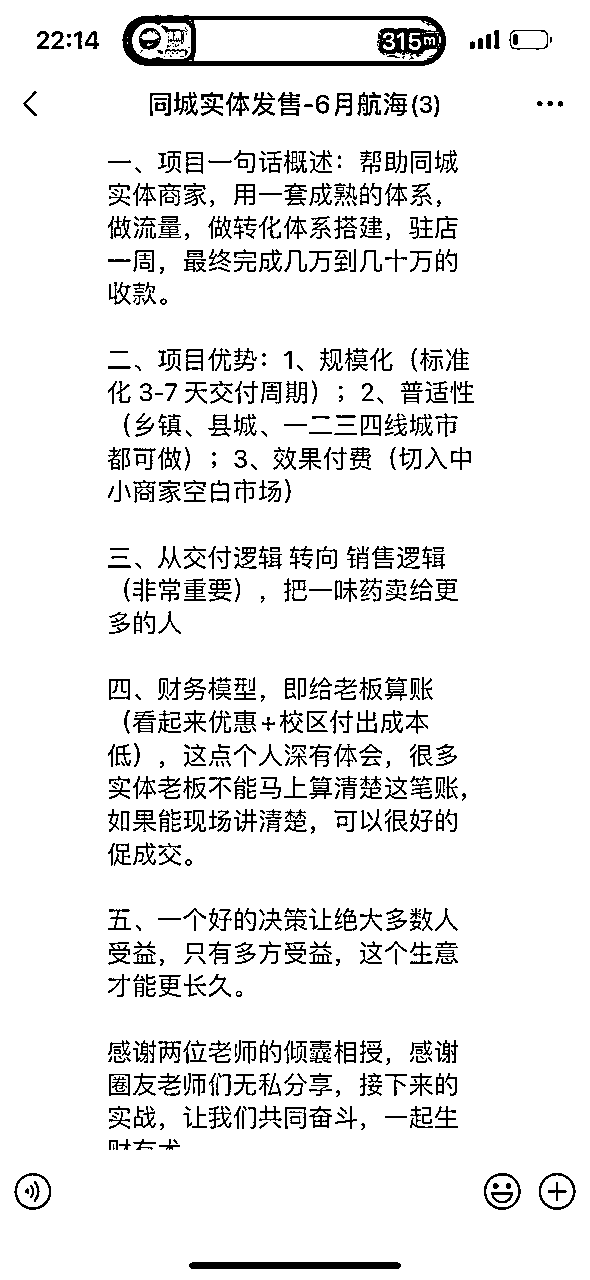 22:14
315m
同城实体发售-6月航海(3)
一、项目一句话概述：帮助同城
实体商家，用一套成熟的体系，
做流量，做转化体系搭建，驻店
一周，最终完成几万到几十万的
收款。
二、项目优势：1、规模化（标准
化 3-7 天交付周期）；2、普适性
（乡镇、县城、一二三四线城市
都可做）；3、效果付费（切入中
小商家空白市场）
三、从交付逻辑 转向 销售逻辑
（非常重要），把一味药卖给更
多的人
四、财务模型，即给老板算账
（看起来优惠+校区付出成本
低），这点个人深有体会，很多
实体老板不能马上算清楚这笔账，
如果能现场讲清楚，可以很好的
促成交。
五、一个好的决策让绝大多数人
受益，只有多方受益，这个生意
才能更长久。
感谢两位老师的倾囊相授，感谢
圈友老师们无私分享，接下来的
实战，让我们共同奋斗，一起生
财有术